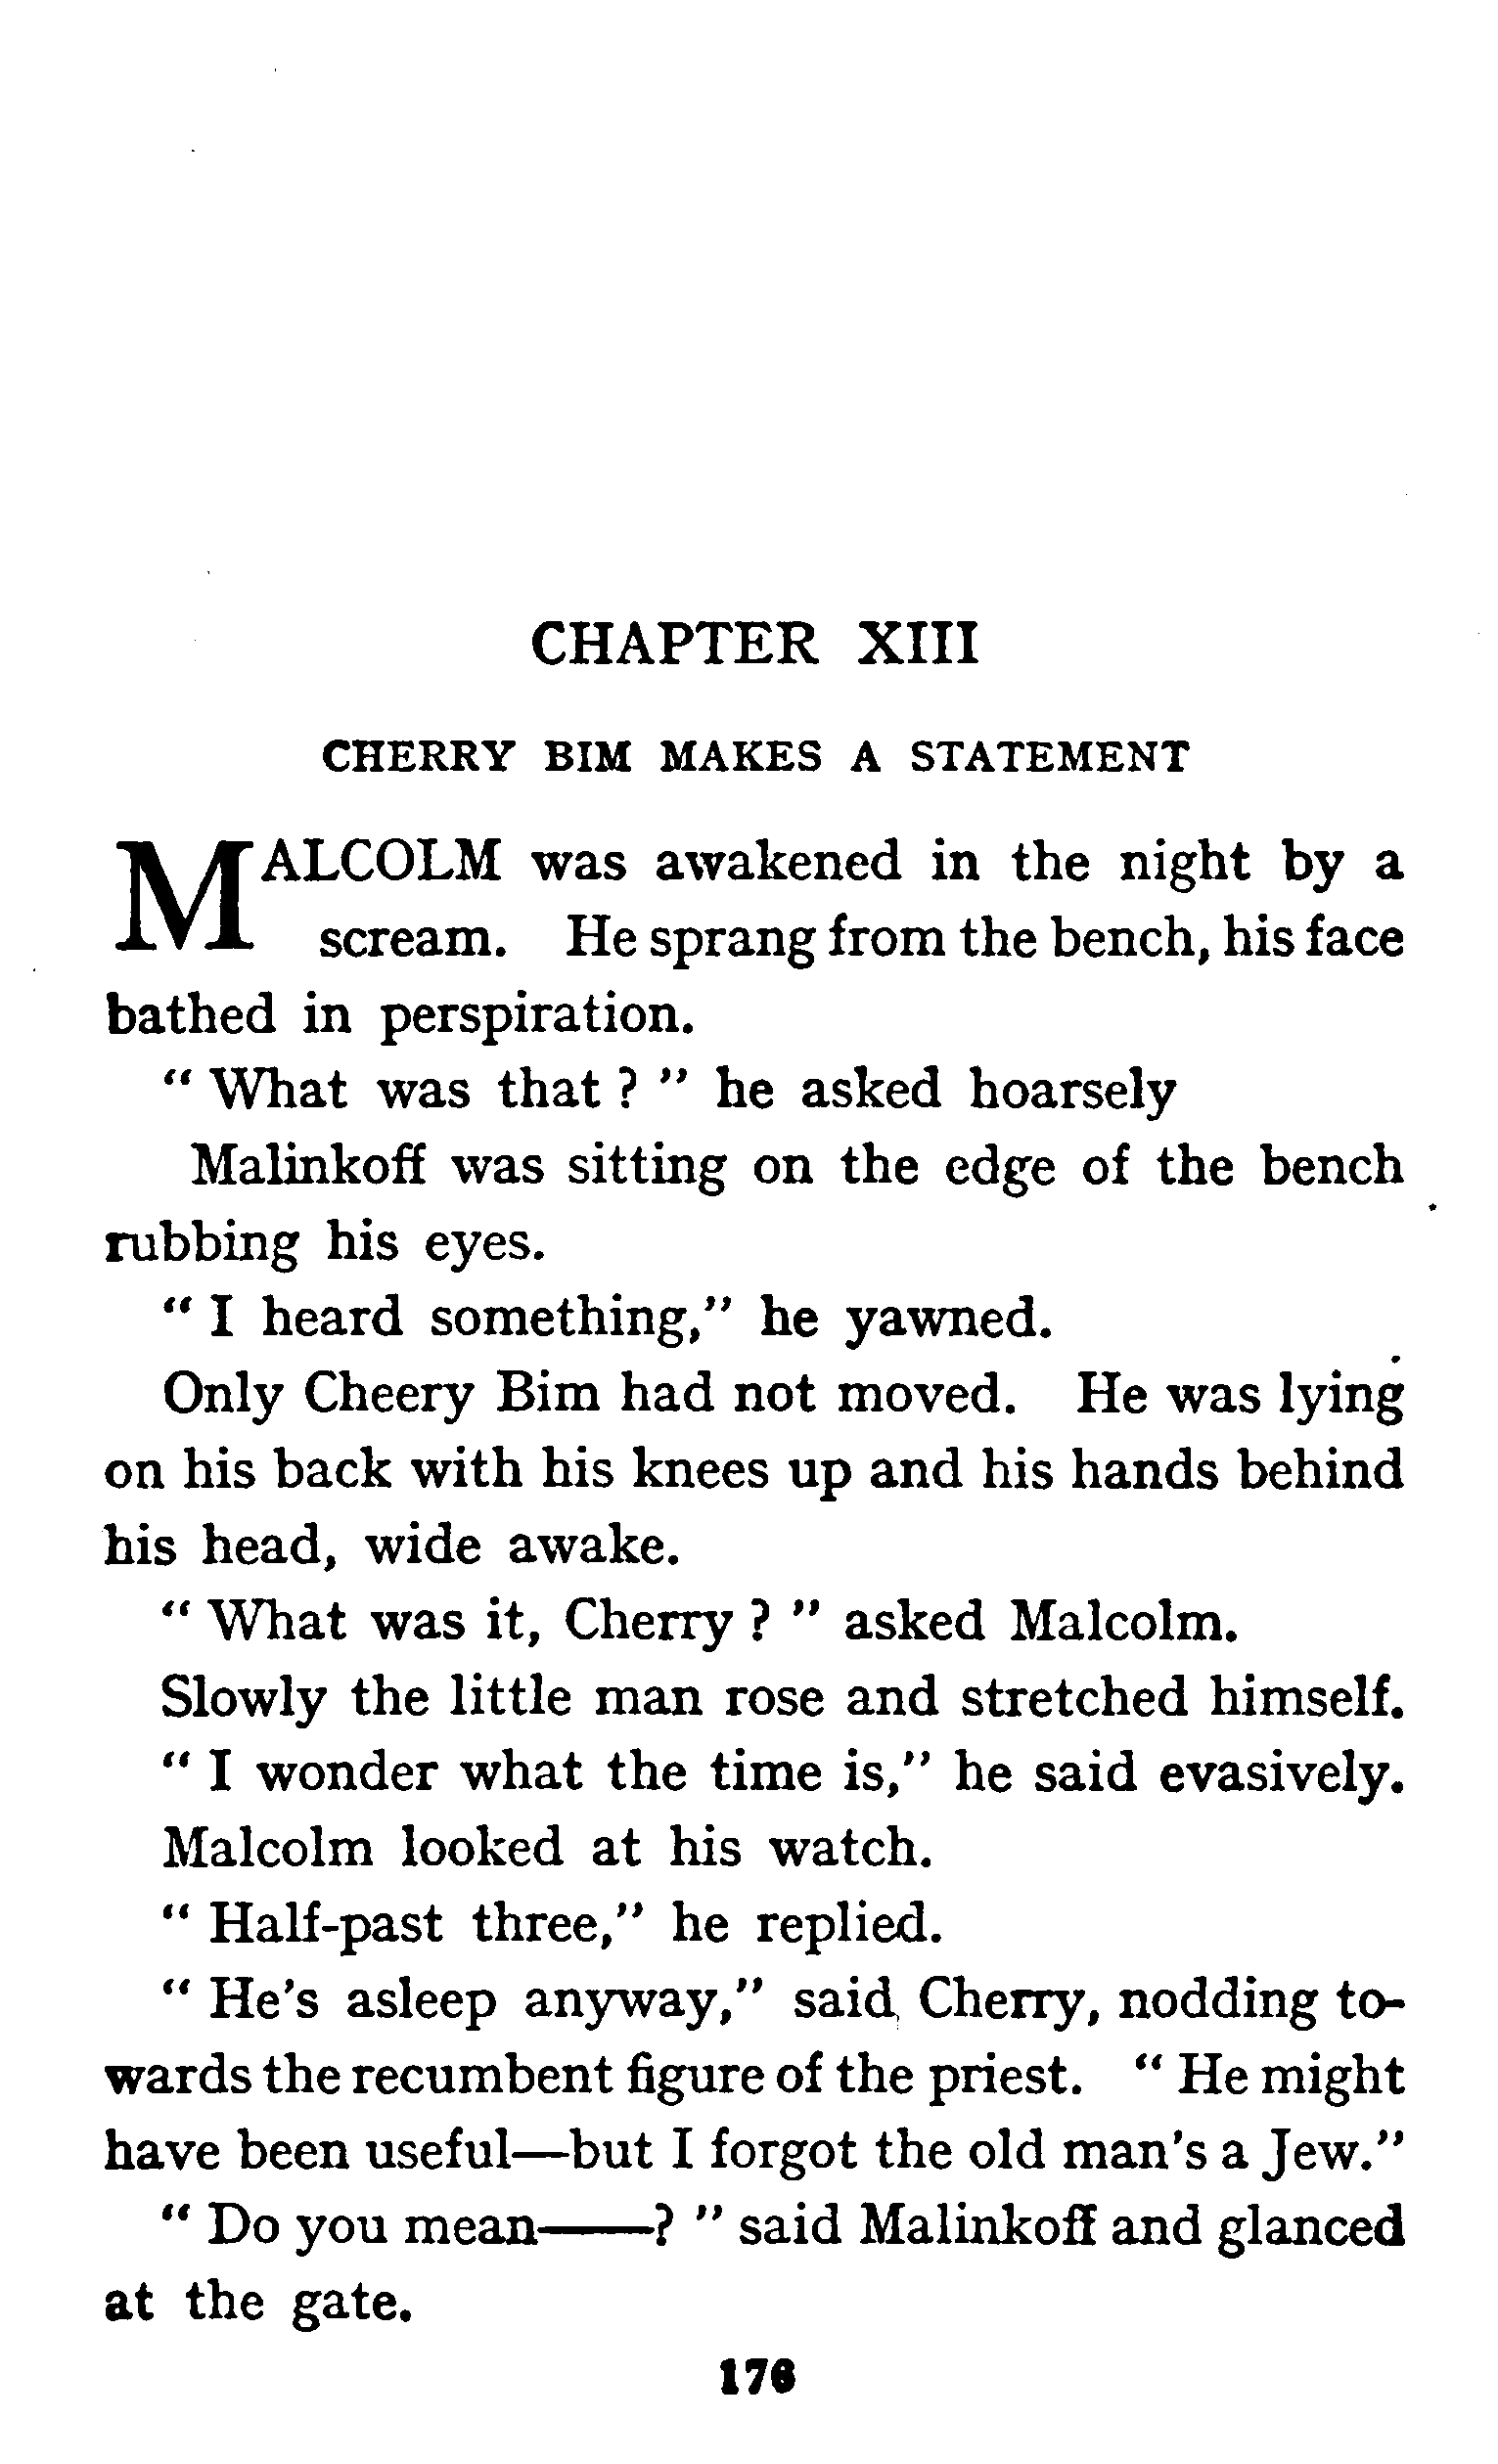 CHAPTER XIII
CHERRY BIM MAKES A STATEMENT
MALCOLM was awakened in the night by a
scream. He sprang from the bench, his face
bathed in perspiration.
" What was that ? " he asked hoarsely
Malinkoff was sitting on the edge of the bench
rubbing his eyes.
" I heard something," he yawned.
Only Cheery Bim had not moved. He was lying
on his back with his knees up and his hands behind
his head, wide awake.
" What was it, Cherry ? " asked Malcolm.
Slowly the little man rose and stretched himself.
" I wonder what the time is," he said evasively.
Malcolm looked at his watch.
" Half-past three," he replied.
" He's asleep anyway," said Cherry, nodding to-
wards the recumbent figure of the priest. " He might
have been useful—but I forgot the old man's a Jew."
" Do you mean——? " said Malinkoff and glanced
at the gate.
176